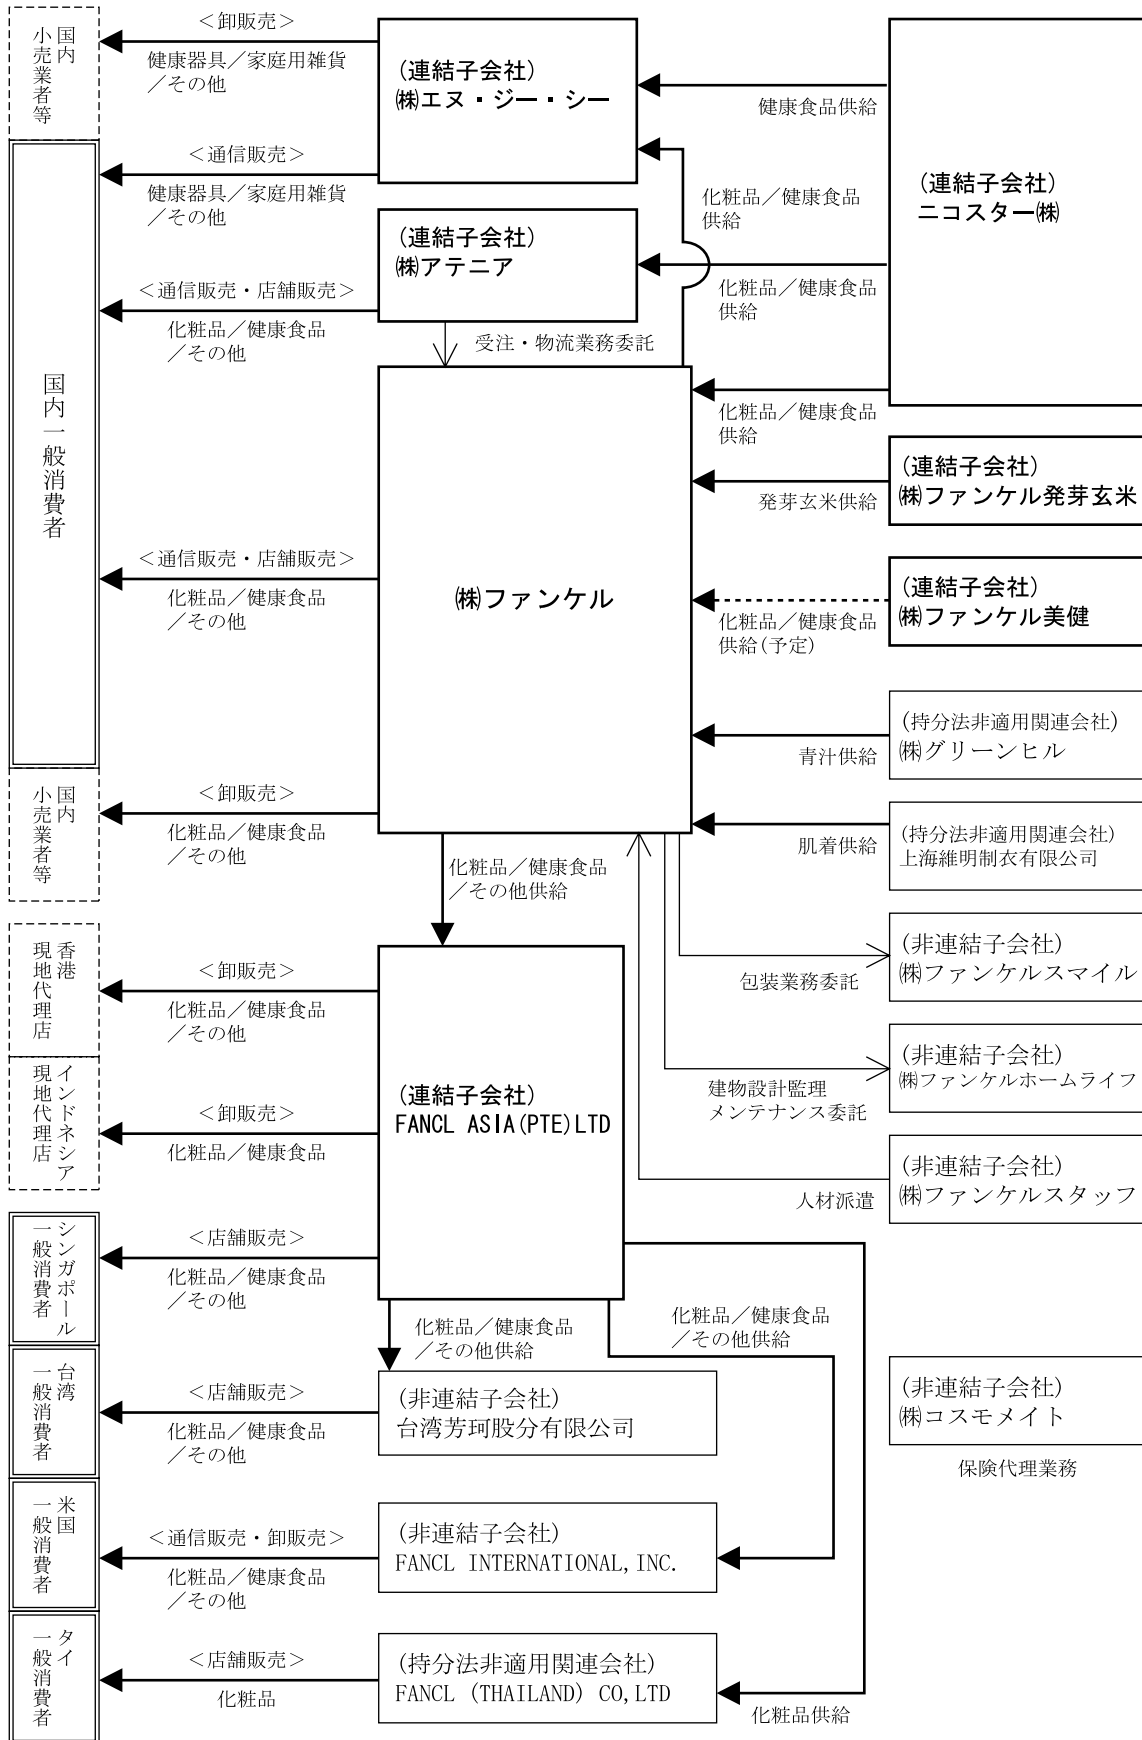 国内
小売業者等
＜卸販売＞
健康器具／家庭用雑貨
／その他
(連結子会社)
㈱エヌ・ジー・シー
健康食品供給
(連結子会社)
ニコスター㈱
＜通信販売＞
健康器具／家庭用雑貨
／その他
化粧品／健康食品
供給
国内一般消費者
(連結子会社)
㈱アテニア
化粧品／健康食品
供給
＜通信販売・店舗販売＞
化粧品／健康食品
／その他
受注・物流業務委託
化粧品／健康食品
供給
(連結子会社)
㈱ファンケル発芽玄米
発芽玄米供給
＜通信販売・店舗販売＞
化粧品／健康食品
／その他
㈱ファンケル
(連結子会社)
㈱ファンケル美健
化粧品／健康食品
供給(予定)
(持分法非適用関連会社)
㈱グリーンヒル
青汁供給
国内
小売業者等
＜卸販売＞
化粧品／健康食品
／その他
(持分法非適用関連会社)
上海維明制衣有限公司
肌着供給
化粧品／健康食品
／その他供給
(非連結子会社)
㈱ファンケルスマイル
包装業務委託
香港
現地代理店
＜卸販売＞
化粧品／健康食品
／その他
(非連結子会社)
㈱ファンケルホームライフ
建物設計監理
メンテナンス委託
インドネシア
現地代理店
＜卸販売＞
化粧品／健康食品
(連結子会社)
FANCL ASIA(PTE)LTD
(非連結子会社)
㈱ファンケルスタッフ
人材派遣
シンガポール
一般消費者
＜店舗販売＞
化粧品／健康食品
／その他
化粧品／健康食品
／その他供給
化粧品／健康食品
／その他供給
台湾
一般消費者
＜店舗販売＞
化粧品／健康食品
／その他
(非連結子会社)
台湾芳珂股分有限公司
(非連結子会社)
㈱コスモメイト
保険代理業務
米国
一般消費者
＜通信販売・卸販売＞
化粧品／健康食品
／その他
(非連結子会社)
FANCL INTERNATIONAL,INC.
タイ
一般消費者
＜店舗販売＞
化粧品
(持分法非適用関連会社)
FANCL (THAILAND) CO,LTD
化粧品供給